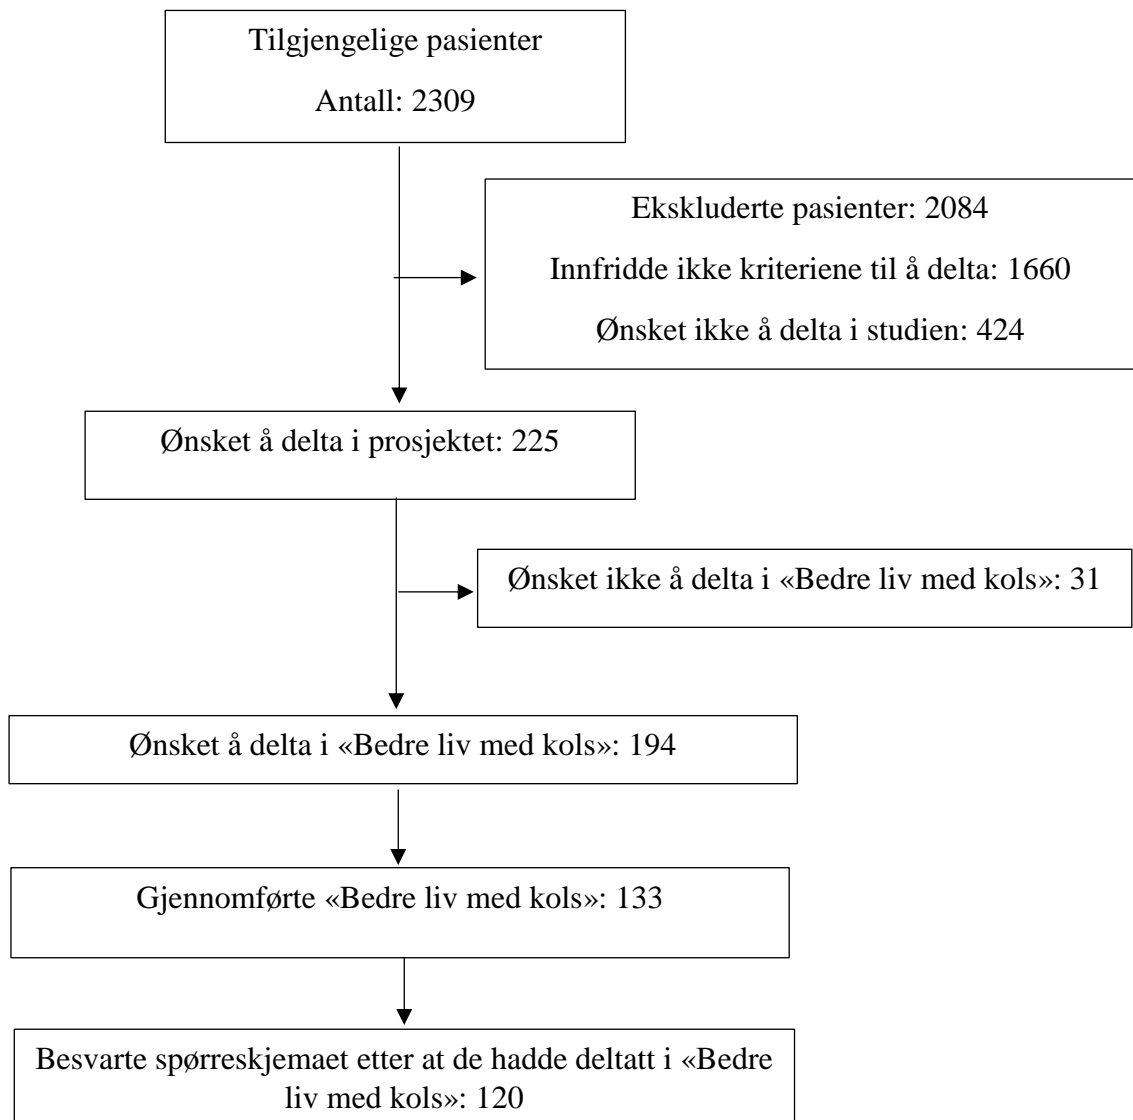 Tilgjengelige pasienter
Antall: 2309
Ekskluderte pasienter: 2084
Innfridde ikke kriteriene til å delta: 1660
Ønsket ikke å delta i studien: 424
Ønsket å delta i prosjektet: 225
Ønsket ikke å delta i «Bedre liv med kols»: 31
Ønsket å delta i «Bedre liv med kols»: 194
Gjennomførte «Bedre liv med kols»: 133
Besvarte spørreskjemaet etter at de hadde deltatt i «Bedre
liv med kols»: 120